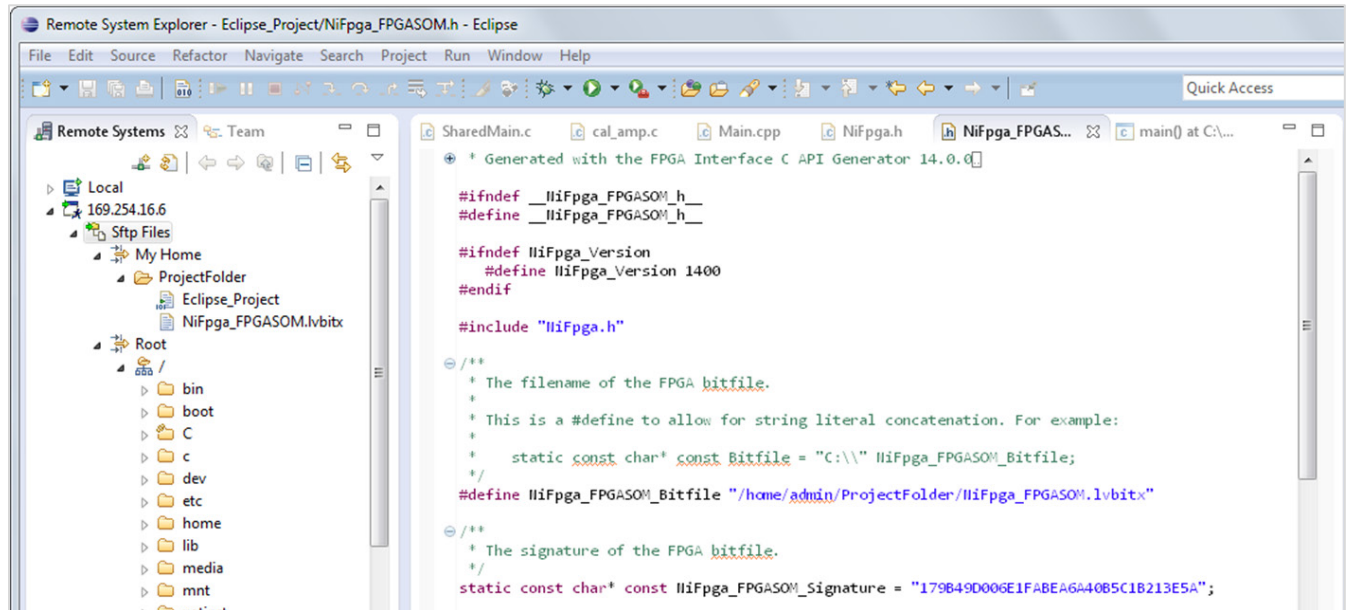 Remote System Explorer - Eclipse_Project/NiFpga_FPGASOM.h - Eclipse
File Edit Source Refactor Navigate Search Project Run Window Help
Quick Access
Remote Systems Team
Local
169.254.16.6
Sftp Files
My Home
ProjectFolder
Eclipse_Project
NiFpga_FPGASOM.lvbitx
Root
/
bin
boot
C
c
dev
etc
home
lib
media
mnt
SharedMain.c cal_amp.c Main.cpp NiFpga.h NiFpga_FPGAS... main() at C:\...
* Generated with the FPGA Interface C API Generator 14.0.0
#ifndef __NiFpga_FPGASOM_h__
#define __NiFpga_FPGASOM_h__
#ifndef NiFpga_Version
#define NiFpga_Version 1400
#endif
#include "NiFpga.h"
/**
* The filename of the FPGA bitfile.
*
* This is a #define to allow for string literal concatenation. For example:
*
* static const char* const Bitfile = "C:\\" NiFpga_FPGASOM_Bitfile;
*/
#define NiFpga_FPGASOM_Bitfile "/home/admin/ProjectFolder/NiFpga_FPGASOM.lvbitx"
/**
* The signature of the FPGA bitfile.
*/
static const char* const NiFpga_FPGASOM_Signature = "179B49D006E1FABEA6A40B5C1B213E5A";